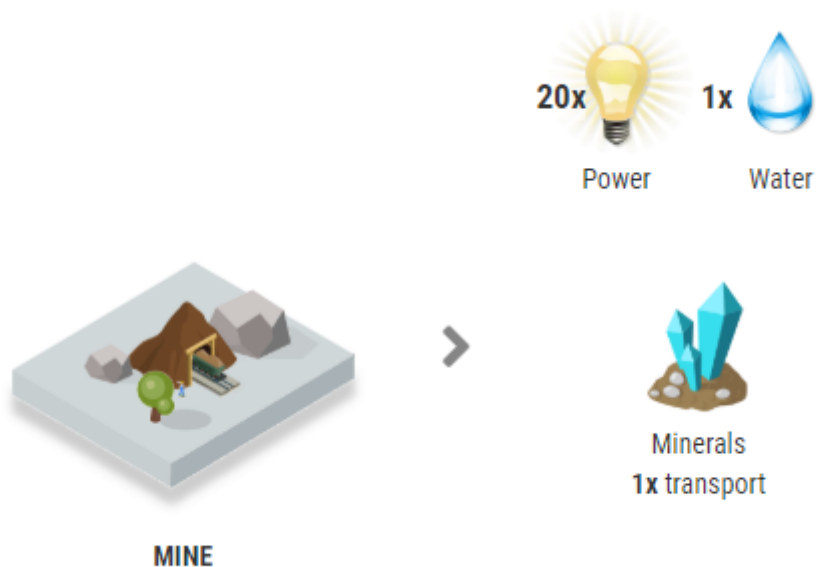 20x 1x
Power Water
Minerals
1x transport
MINE